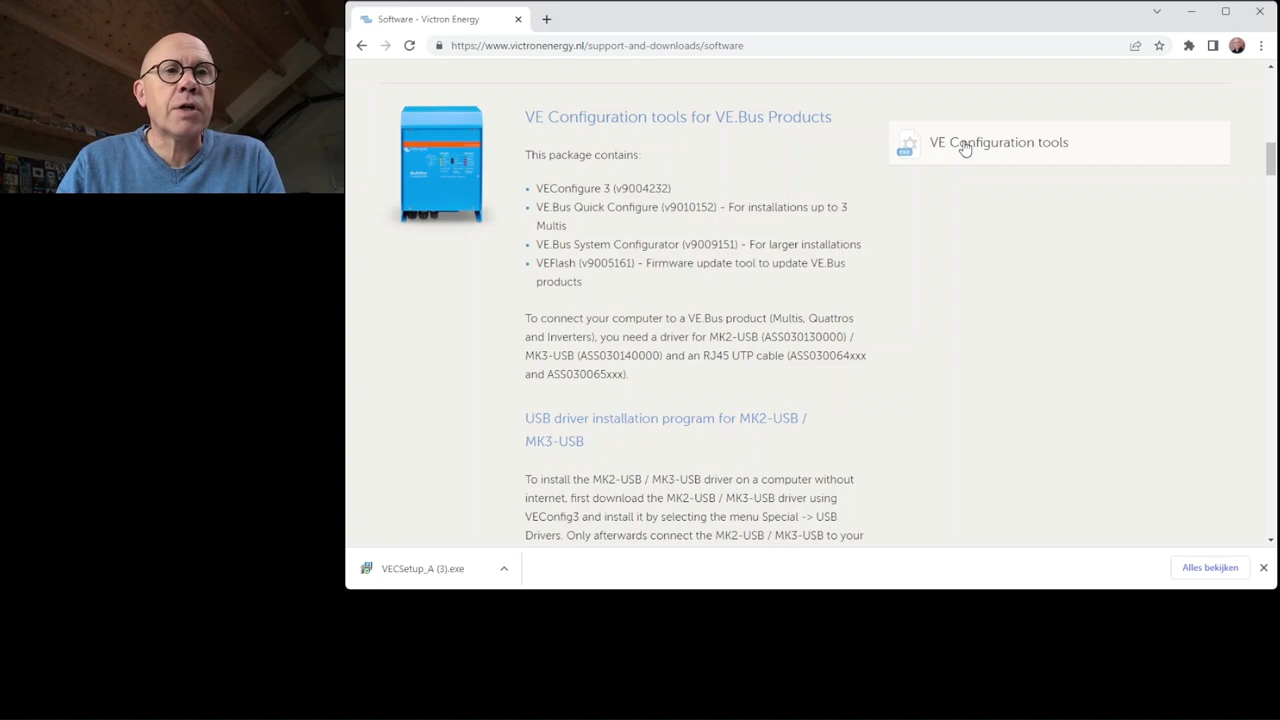 Software - Victron Energy
https://www.victronenergy.nl/support-and-downloads/software
VE Configuration tools for VE.Bus Products
VE Configuration tools
This package contains:
• VEConfigure 3 (v9004232)
• VE.Bus Quick Configure (v9010152) - For installations up to 3
Multis
• VE.Bus System Configurator (v9009151) - For larger installations
• VEFlash (v9005161) - Firmware update tool to update VE.Bus
products
To connect your computer to a VE.Bus product (Multis, Quattros
and Inverters), you need a driver for MK2-USB (ASS030130000) /
MK3-USB (ASS030140000) and an RJ45 UTP cable (ASS030064xxx
and ASS030065xxx).
USB driver installation program for MK2-USB /
MK3-USB
To install the MK2-USB / MK3-USB driver on a computer without
internet, first download the MK2-USB / MK3-USB driver using
VEConfig3 and install it by selecting the menu Special -> USB
Drivers. Only afterwards connect the MK2-USB / MK3-USB to your
VECSetup_A (3).exe
Alles bekijken